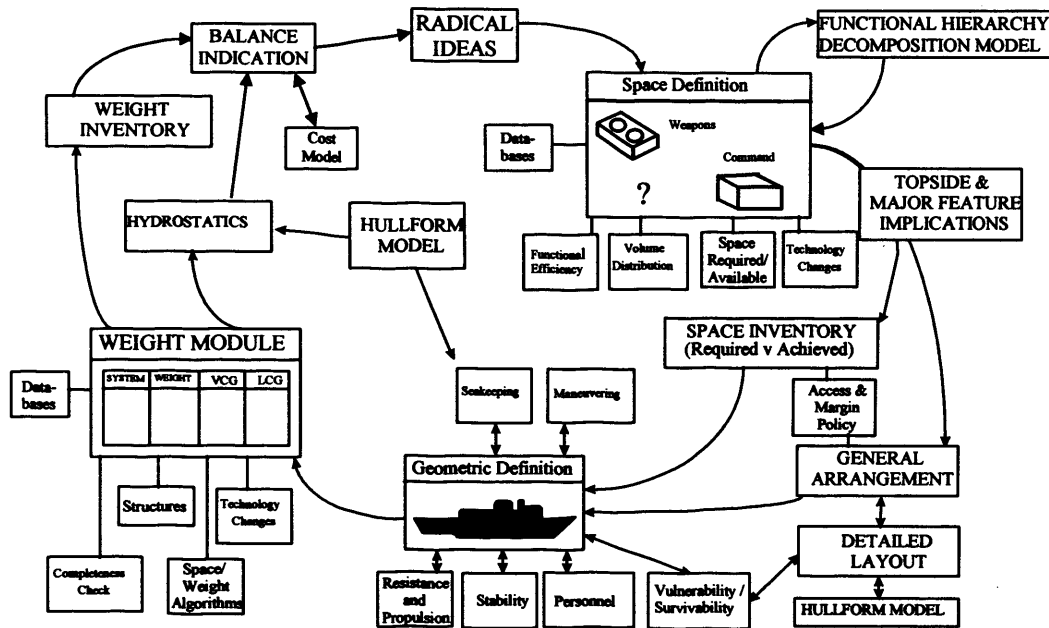 RADICAL
IDEAS
FUNCTIONAL HIERARCHY
DECOMPOSITION MODEL
BALANCE
INDICATION
Space Definition
WEIGHT
INVENTORY
Weapons
Cost
Model
Data-
bases
Command
?
TOPSIDE &
MAJOR FEATURE
IMPLICATIONS
HYDROSTATICS
HULLFORM
MODEL
Functional
Efficiency
Volume
Distribution
Space
Required/
Available
Technology
Changes
WEIGHT MODULE
SYSTEM WEIGHT VCG LCG
Data-
bases
SPACE INVENTORY
(Required v Achieved)
Seakeeping
Maneuvering
Access &
Margin
Policy
Geometric Definition
GENERAL
ARRANGEMENT
Structures
Technology
Changes
DETAILED
LAYOUT
Completeness
Check
Space/
Weight
Algorithms
Resistance
and
Propulsion
Stability
Personnel
Vulnerability /
Survivability
HULLFORM MODEL